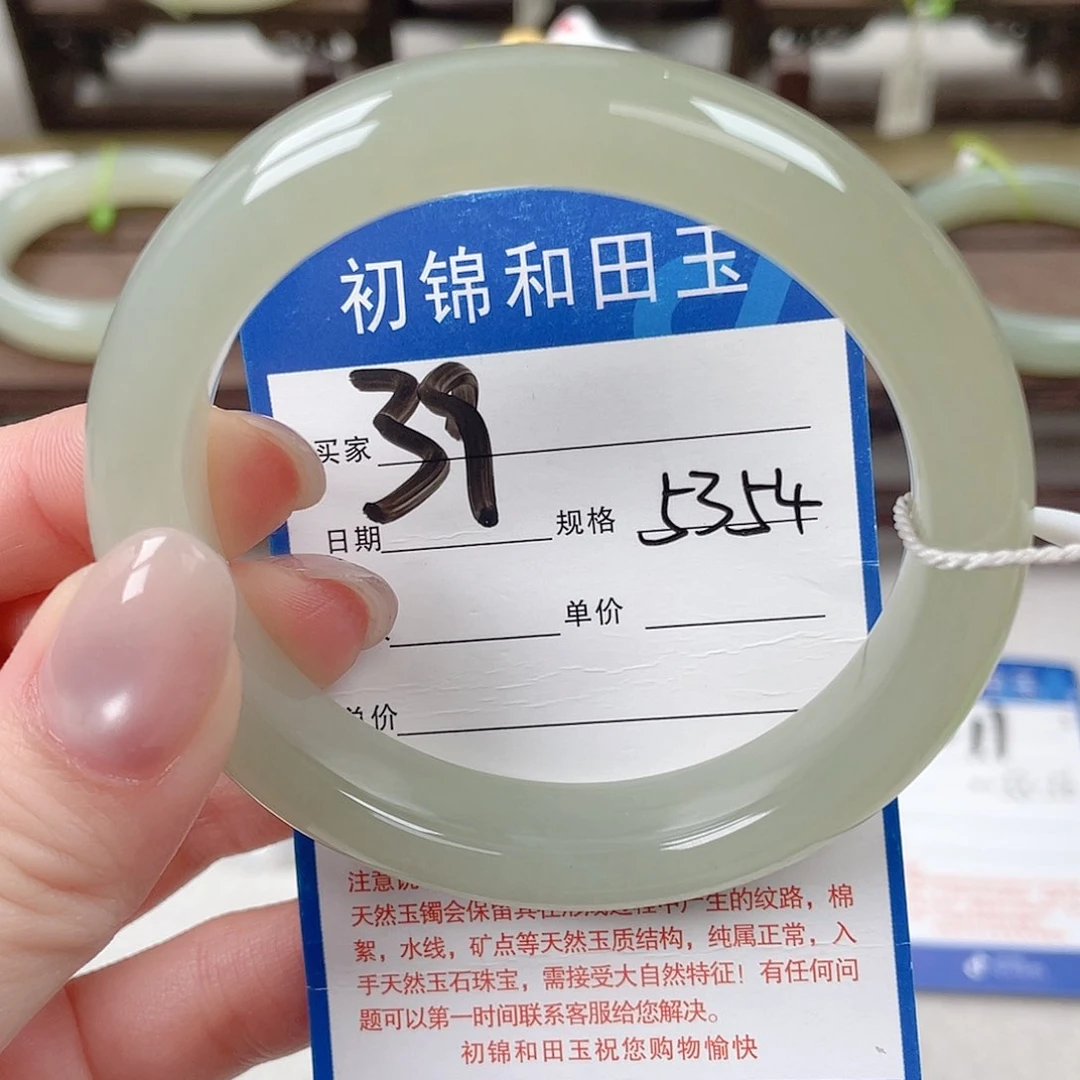 初锦和田玉
买家 39
日期 规格 5354
单价
单价
注意
天然玉镯会保留其在形成过程中产生的纹路，棉
絮，水线，矿点等天然玉质结构，纯属正常，入
手天然玉石珠宝，需接受大自然特征！有任何问
题可以第一时间联系客服给您解决。
初锦和田玉祝您购物愉快